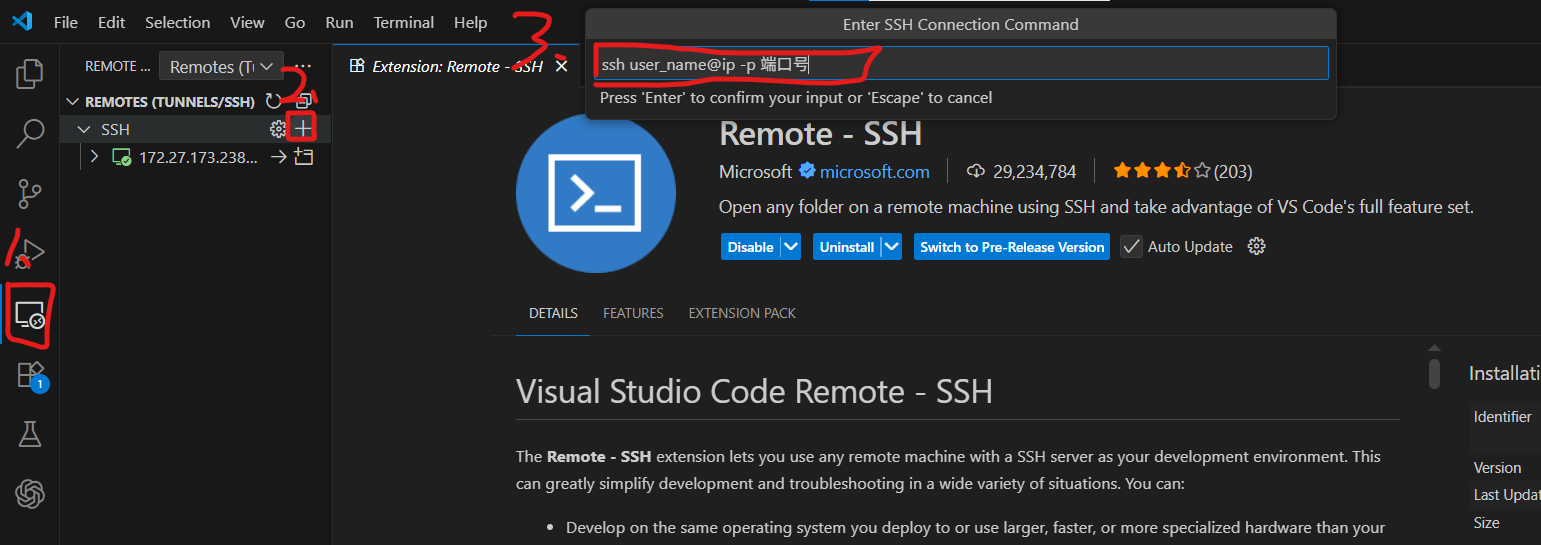 File Edit Selection View Go Run Terminal Help
3.
Enter SSH Connection Command
ssh user_name@ip -p 端口号
Press 'Enter' to confirm your input or 'Escape' to cancel
REMOTE ... Remotes (Tu ...
2.
Extension: Remote - SSH
REMOTES (TUNNELS/SSH)
SSH
172.27.173.238...
1.
1
Remote - SSH
Microsoft microsoft.com 29,234,784 (203)
Open any folder on a remote machine using SSH and take advantage of VS Code's full feature set.
Disable Uninstall Switch to Pre-Release Version Auto Update
DETAILS FEATURES EXTENSION PACK
Visual Studio Code Remote - SSH
The Remote - SSH extension lets you use any remote machine with a SSH server as your development environment. This
can greatly simplify development and troubleshooting in a wide variety of situations. You can:
Develop on the same operating system you deploy to or use larger, faster, or more specialized hardware than your
Installati
Identifier
Version
Last Updat
Size